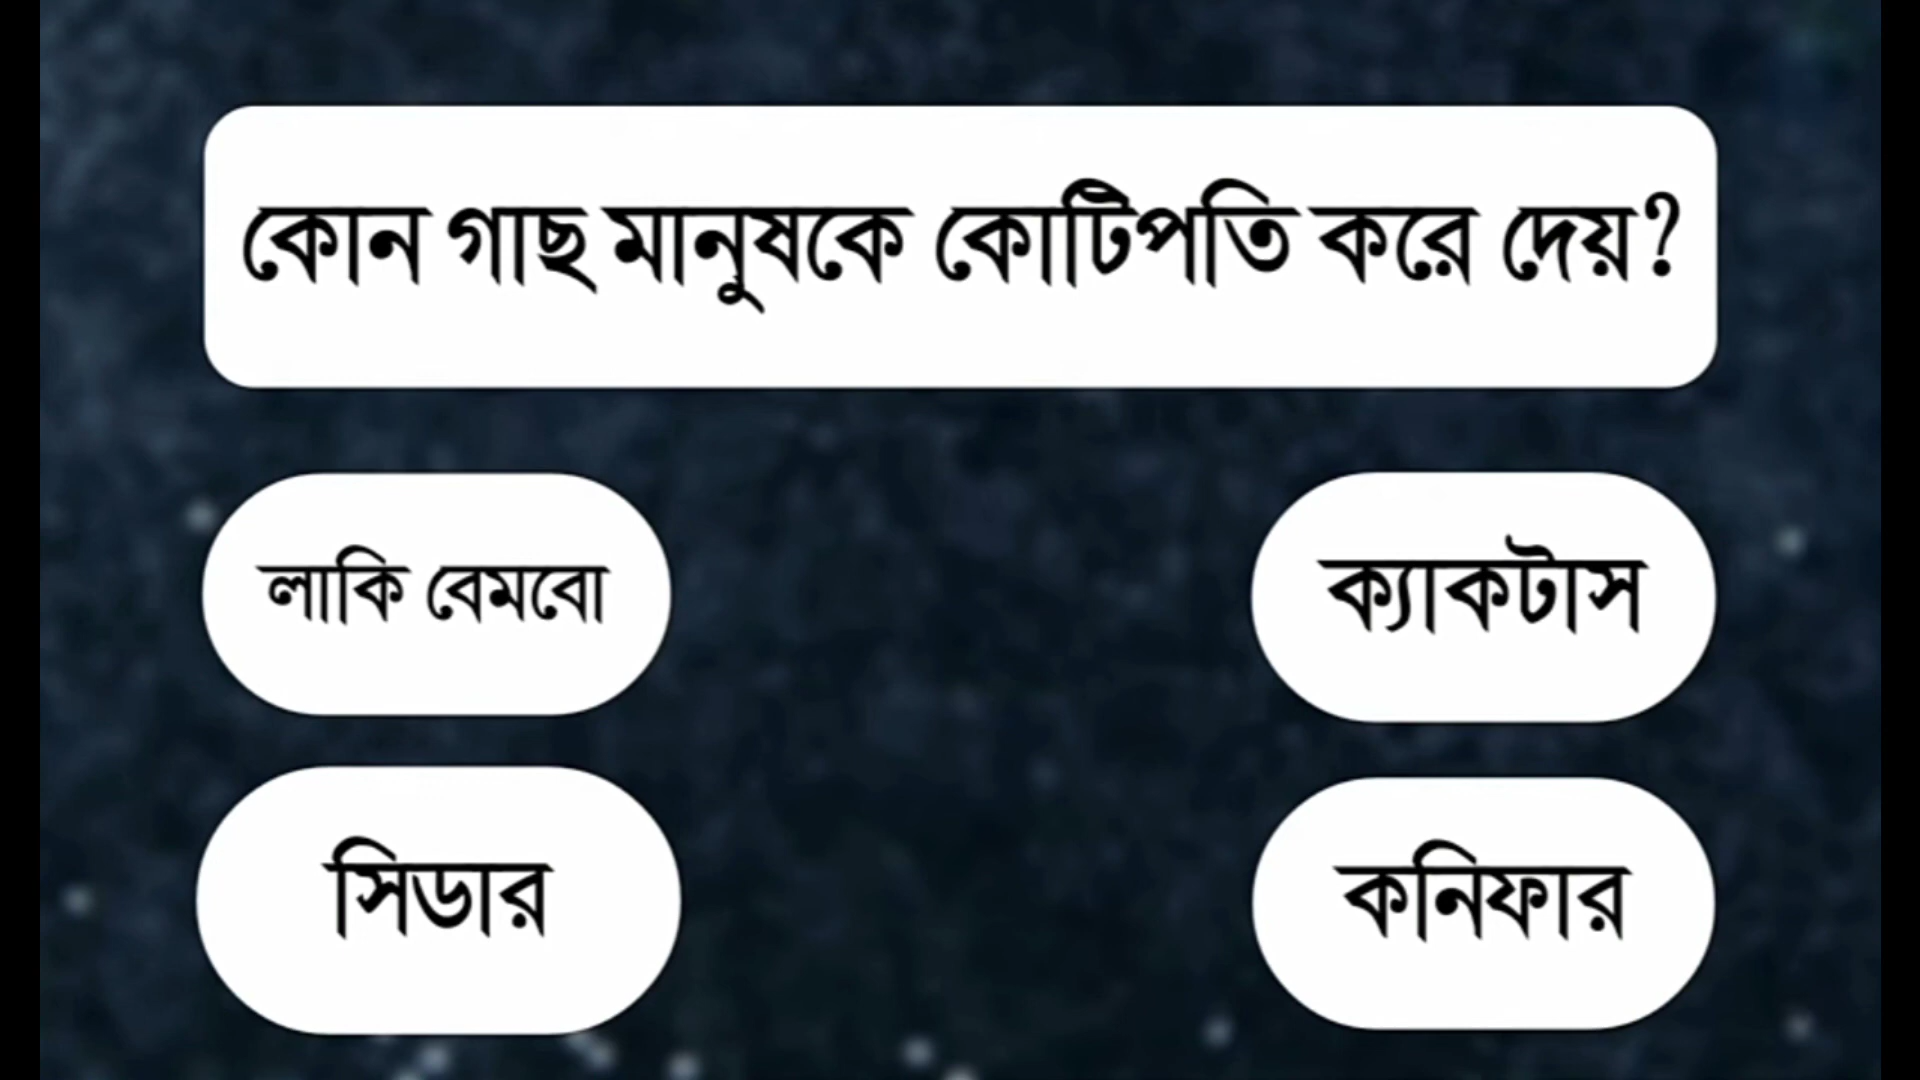 কোন গাছ মানুষকে কোটিপতি করে দেয়?
লাকি বেমবো
ক্যাকটাস
সিডার
কনিফার